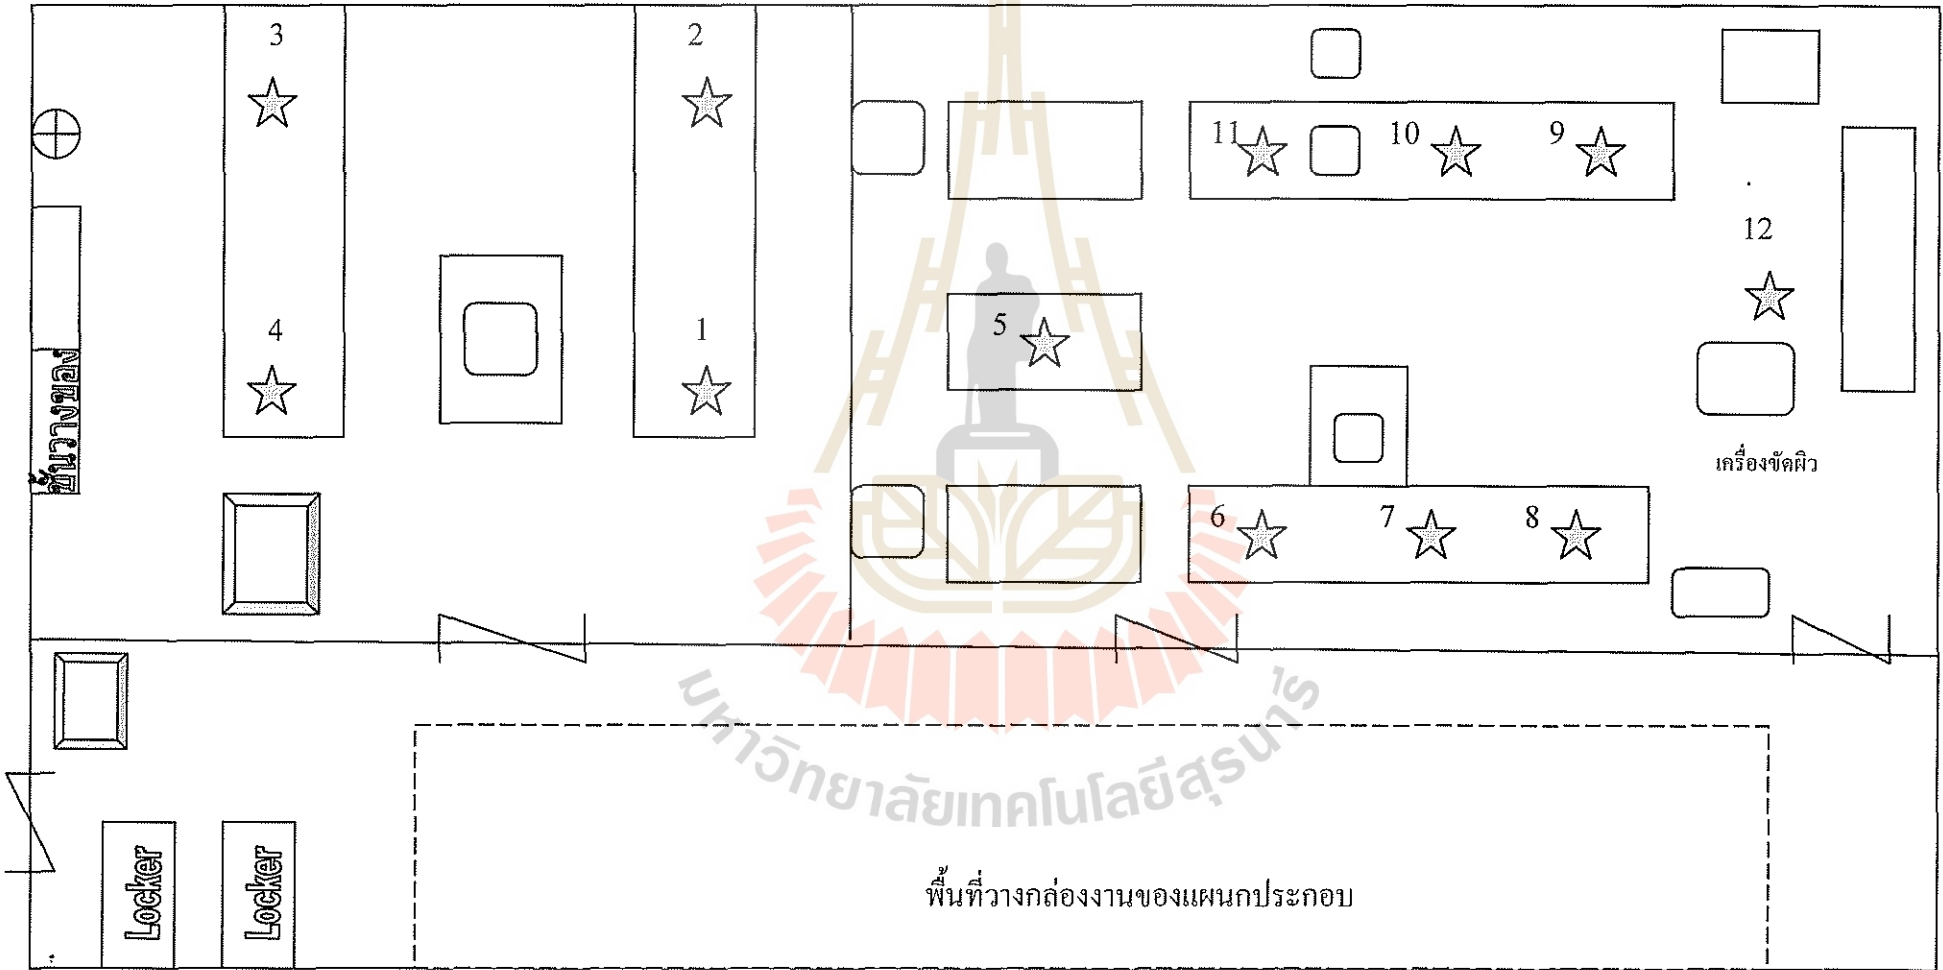 3
2
11
10
9
12
4
1
5
ชั้นวางของ
เครื่องขัดผิว
6
7
8
มหาวิทยาลัยเทคโนโลยีสุรนารี
Locker
Locker
พื้นที่วางกล่องงานของแผนกประกอบ